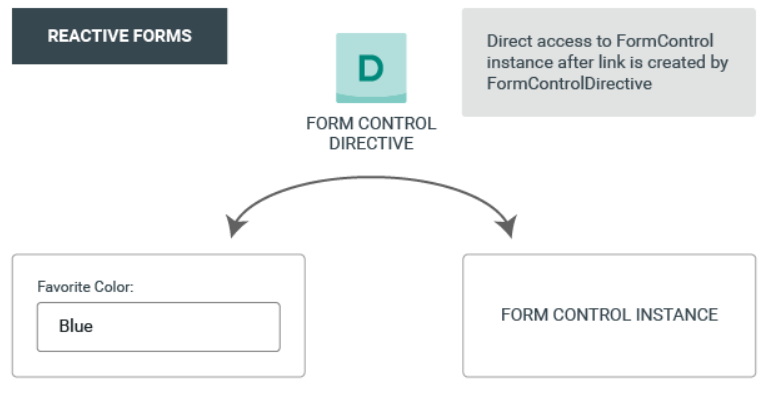 REACTIVE FORMS
D
FORM CONTROL
DIRECTIVE
Direct access to FormControl
instance after link is created by
FormControlDirective
Favorite Color:
Blue
FORM CONTROL INSTANCE